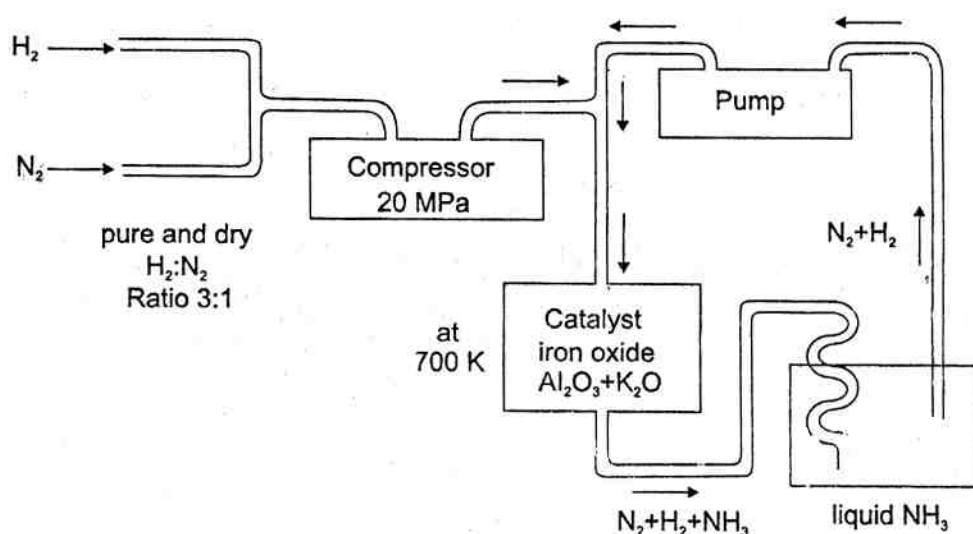 H₂
N₂
pure and dry
H₂:N₂
Ratio 3:1
Compressor
20 MPa
Pump
N₂+H₂
at
700 K
Catalyst
iron oxide
Al₂O₃+K₂O
N₂+H₂+NH₃
liquid NH₃